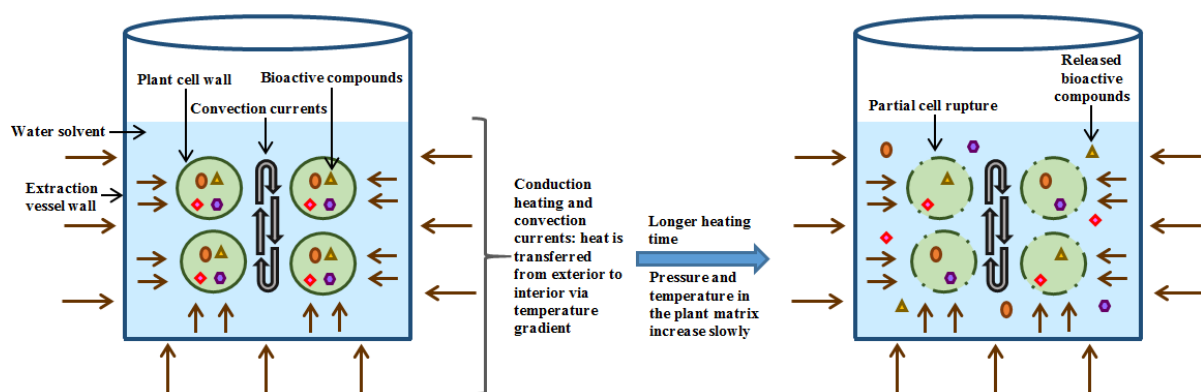 Plant cell wall
Bioactive compounds
Convection currents
Water solvent
Extraction
vessel wall
Conduction
heating and
convection
currents: heat is
transferred
from exterior to
interior via
temperature
gradient
Longer heating
time
Pressure and
temperature in
the plant matrix
increase slowly
Released
bioactive
compounds
Partial cell rupture